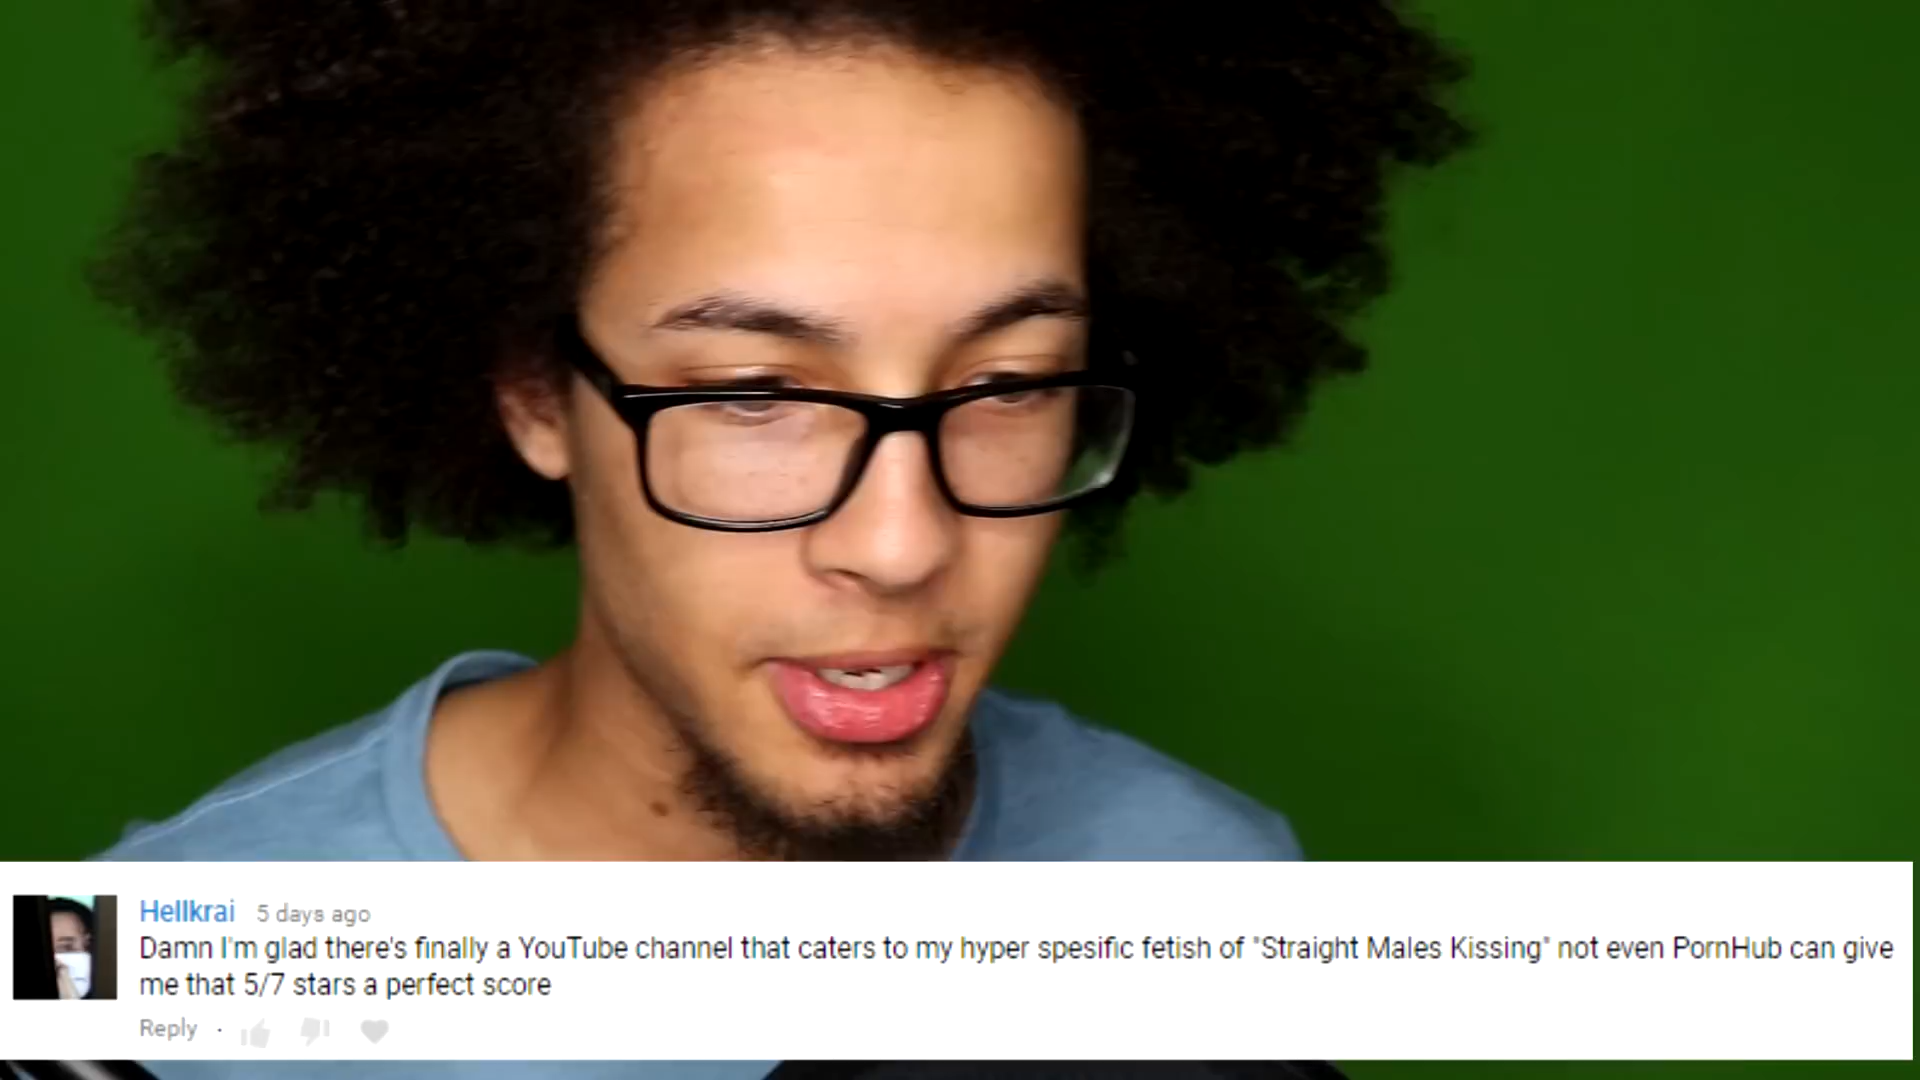 Hellkrai 5 days ago
Damn I'm glad there's finally a YouTube channel that caters to my hyper spesific fetish of "Straight Males Kissing" not even PornHub can give
me that 5/7 stars a perfect score
Reply ·